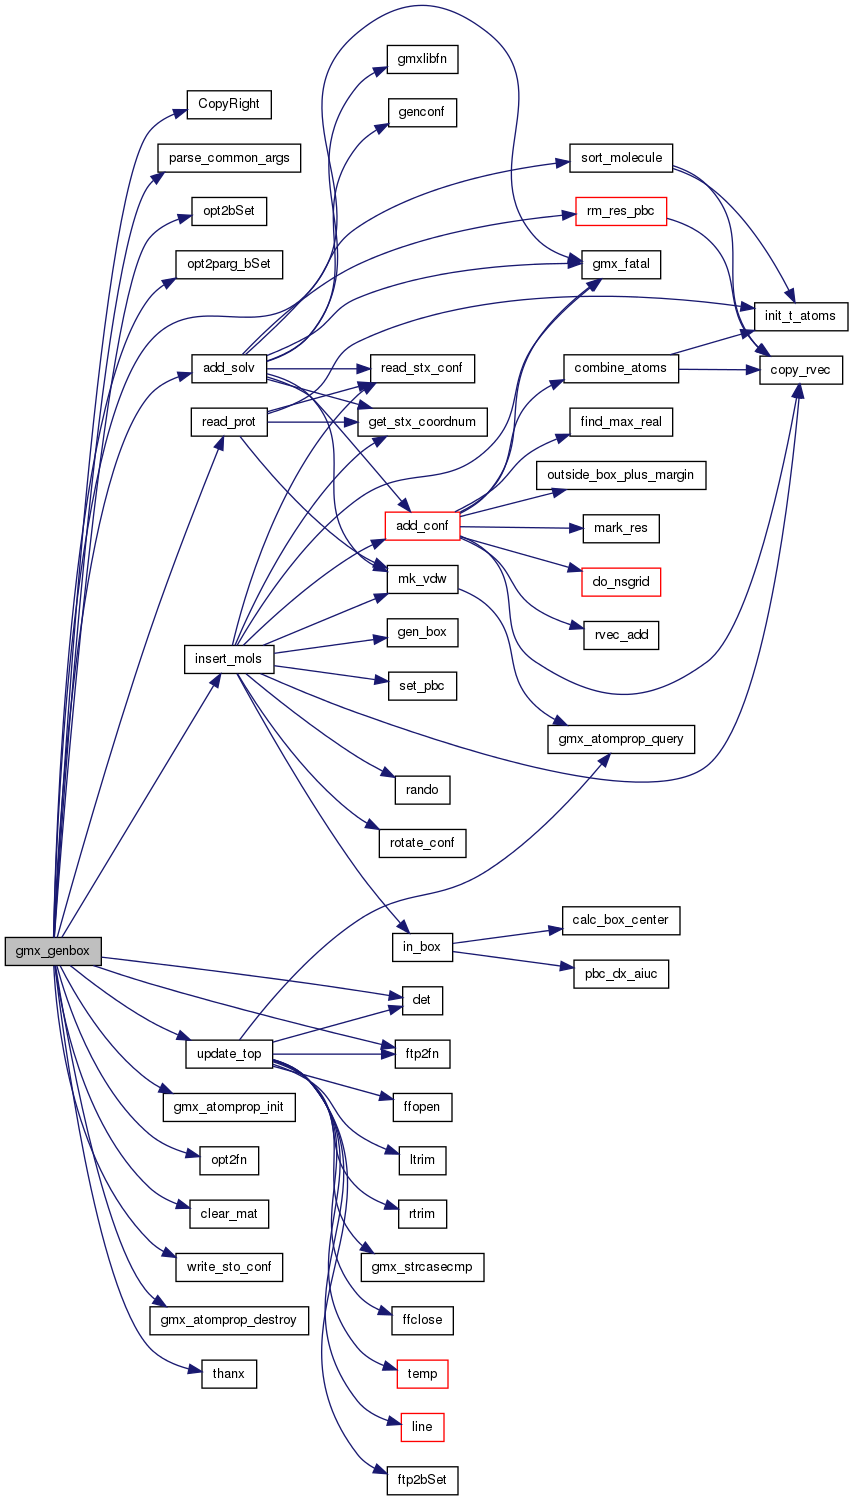 gmxlibfn
CopyRight
genconf
parse_common_args
sort_molecule
opt2bSet
rm_res_pbc
opt2parg_bSet
gmx_fatal
init_t_atoms
add_solv
read_stx_conf
combine_atoms
copy_rvec
read_prot
get_stx_coordnum
find_max_real
outside_box_plus_margin
add_conf
mark_res
mk_vdw
do_nsgrid
gen_box
rvec_add
insert_mols
set_pbc
gmx_atomprop_query
rando
rotate_conf
calc_box_center
gmx_genbox
in_box
pbc_dx_aiuc
det
update_top
ftp2fn
gmx_atomprop_init
ffopen
opt2fn
ltrim
clear_mat
rtrim
write_sto_conf
gmx_strcasecmp
gmx_atomprop_destroy
ffclose
thanx
temp
line
ftp2bSet